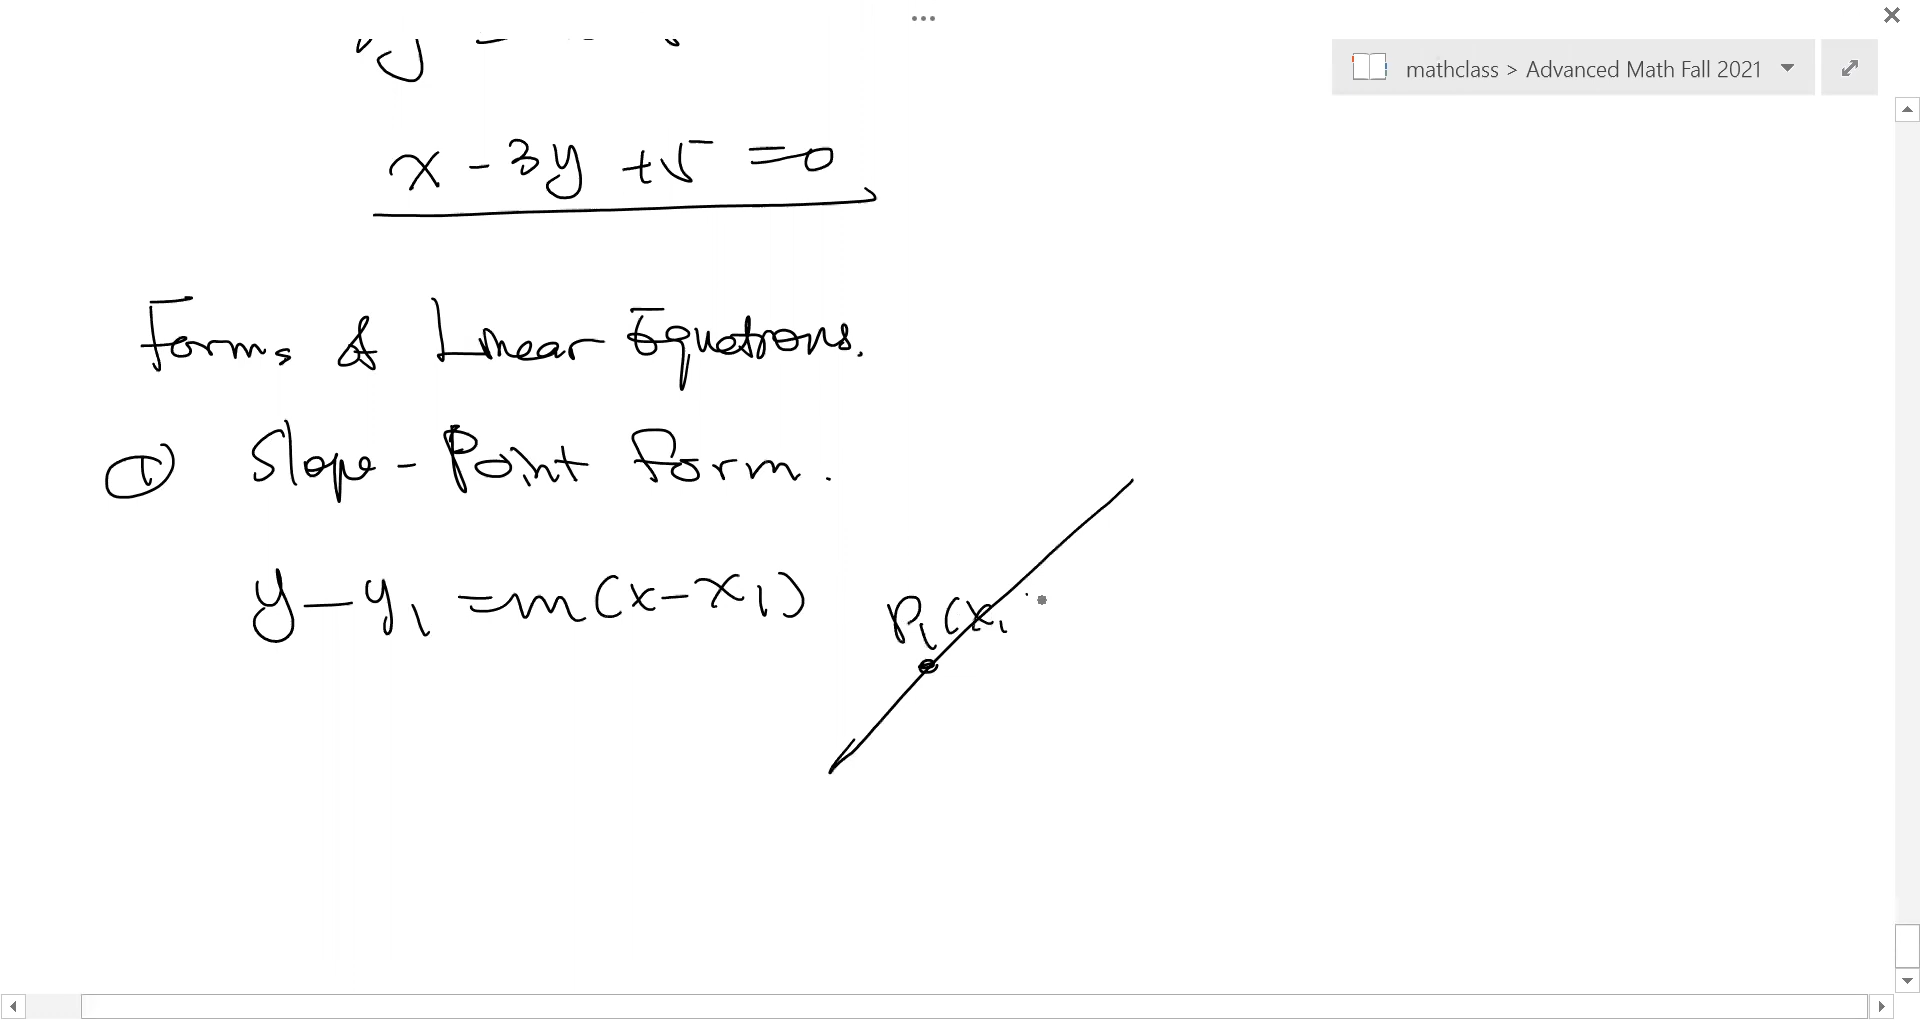 mathclass > Advanced Math Fall 2021
x - 3y + 5 = 0
Forms of Linear Equations.
① Slope - Point Form.
y - y₁ = m(x - x₁)
P₁(x₁